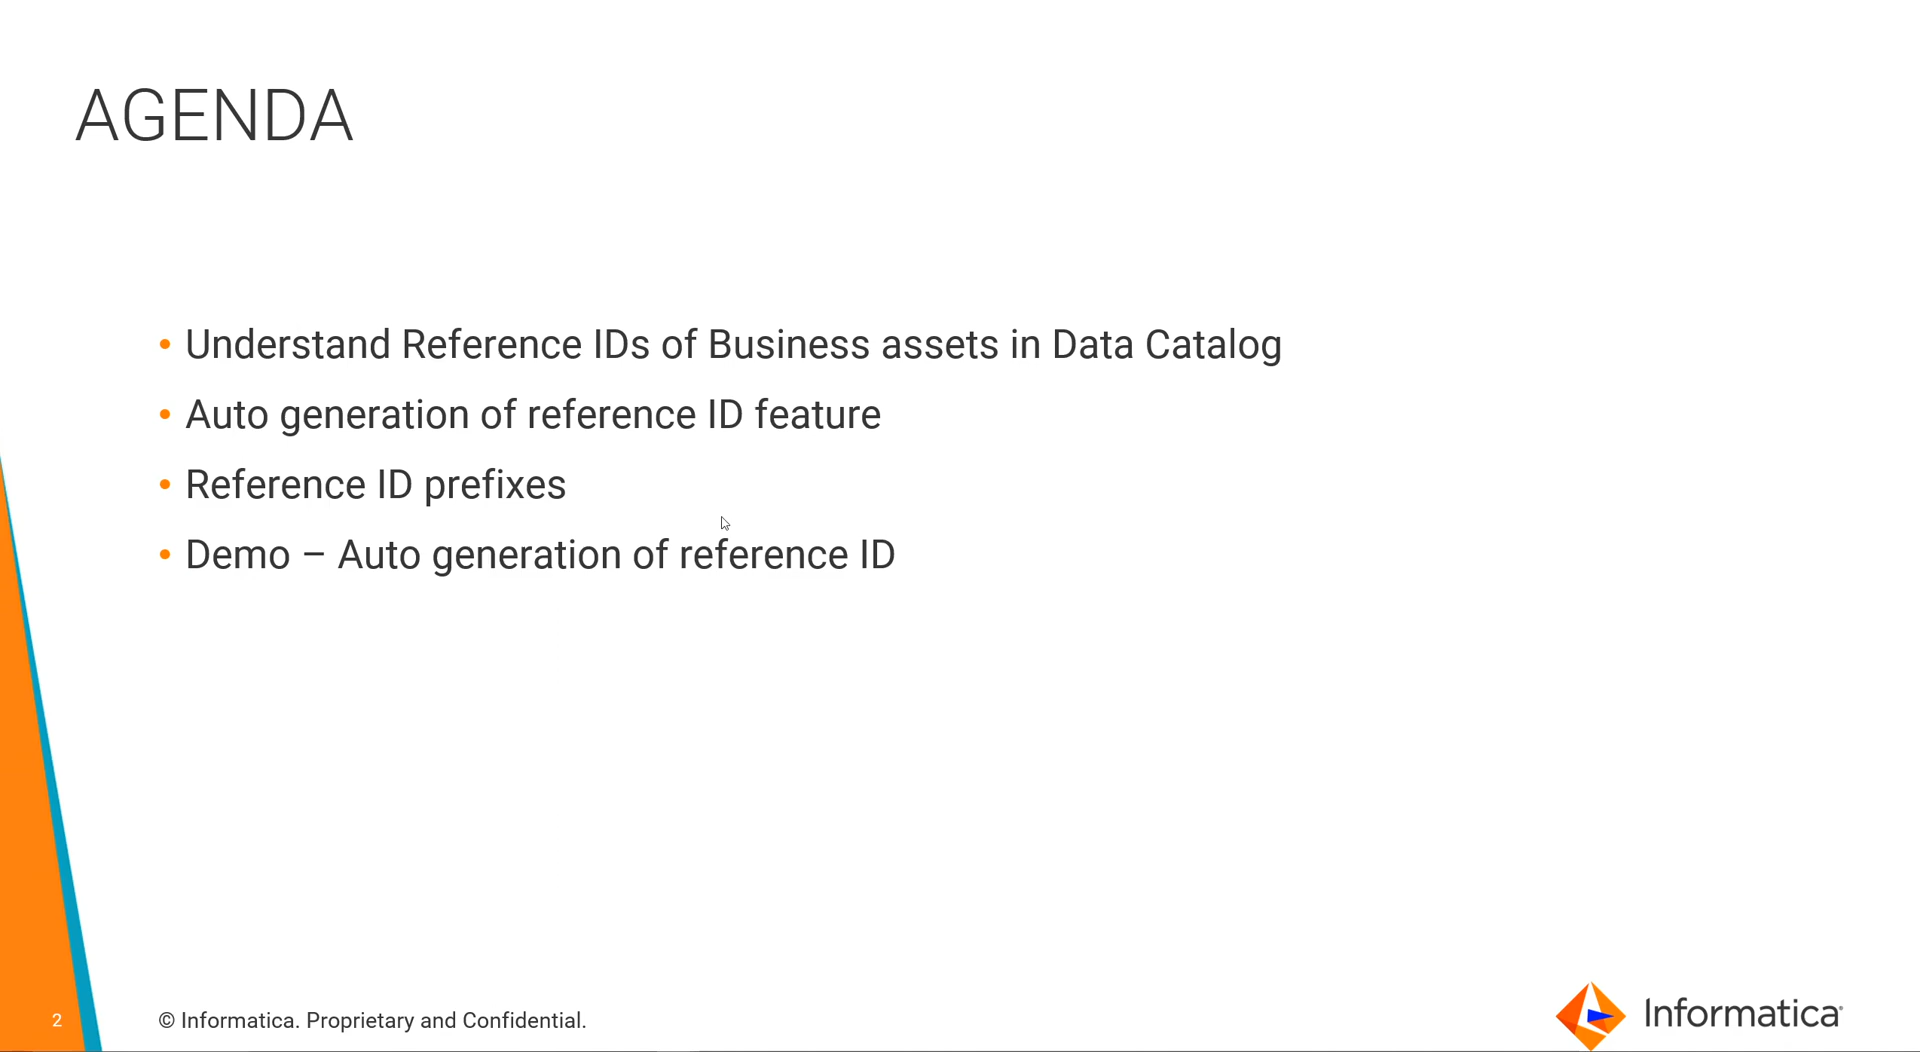 AGENDA
• Understand Reference IDs of Business assets in Data Catalog
• Auto generation of reference ID feature
• Reference ID prefixes
• Demo – Auto generation of reference ID
2
© Informatica. Proprietary and Confidential.
Informatica